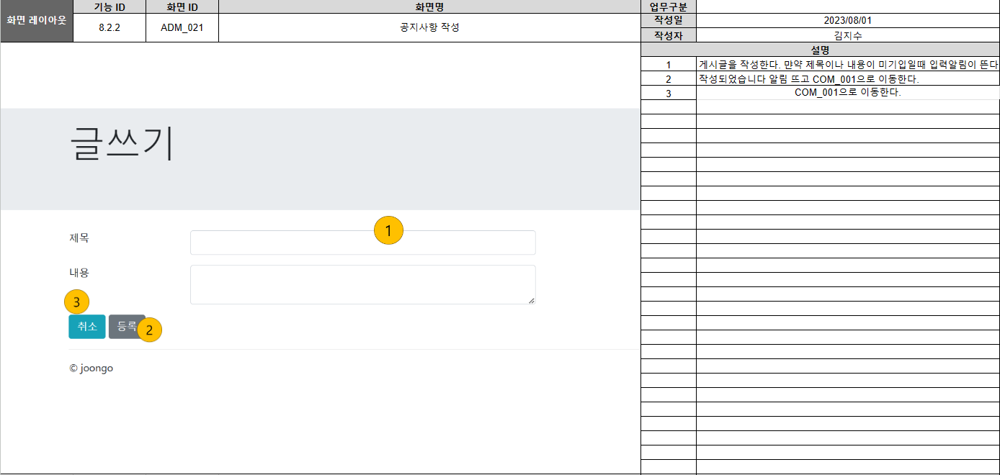 화면 레이아웃
기능 ID 화면 ID 화면명 업무구분
8.2.2 ADM_021 공지사항 작성
작성일 2023/08/01
작성자 김지수
설명
1 게시글을 작성한다. 만약 제목이나 내용이 미기입일때 입력알림이 뜬다
2 작성되었습니다 알림 뜨고 COM_001으로 이동한다.
3 COM_001으로 이동한다.
글쓰기
1
제목
내용
3
취소 등록 2
© joongo